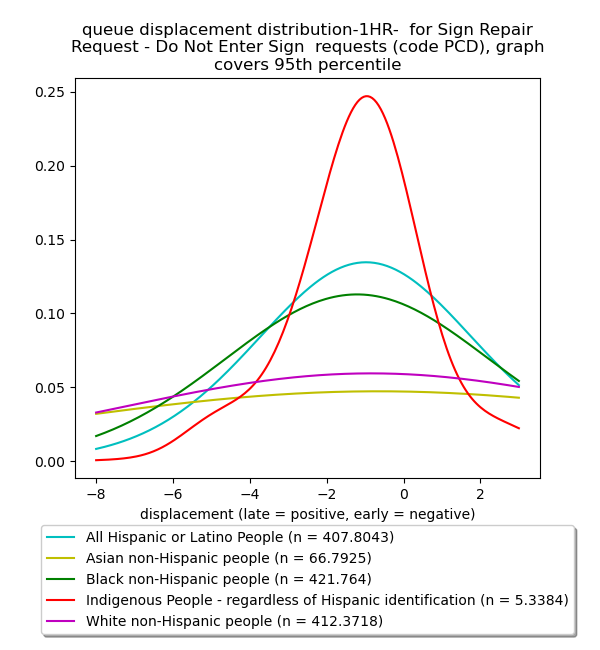 queue displacement distribution-1HR-  for Sign Repair
Request - Do Not Enter Sign  requests (code PCD), graph
covers 95th percentile
0.25
0.20
0.15
0.10
0.05
0.00
−8 −6 −4 −2 0 2
displacement (late = positive, early = negative)
All Hispanic or Latino People (n = 407.8043)
Asian non-Hispanic people (n = 66.7925)
Black non-Hispanic people (n = 421.764)
Indigenous People - regardless of Hispanic identification (n = 5.3384)
White non-Hispanic people (n = 412.3718)